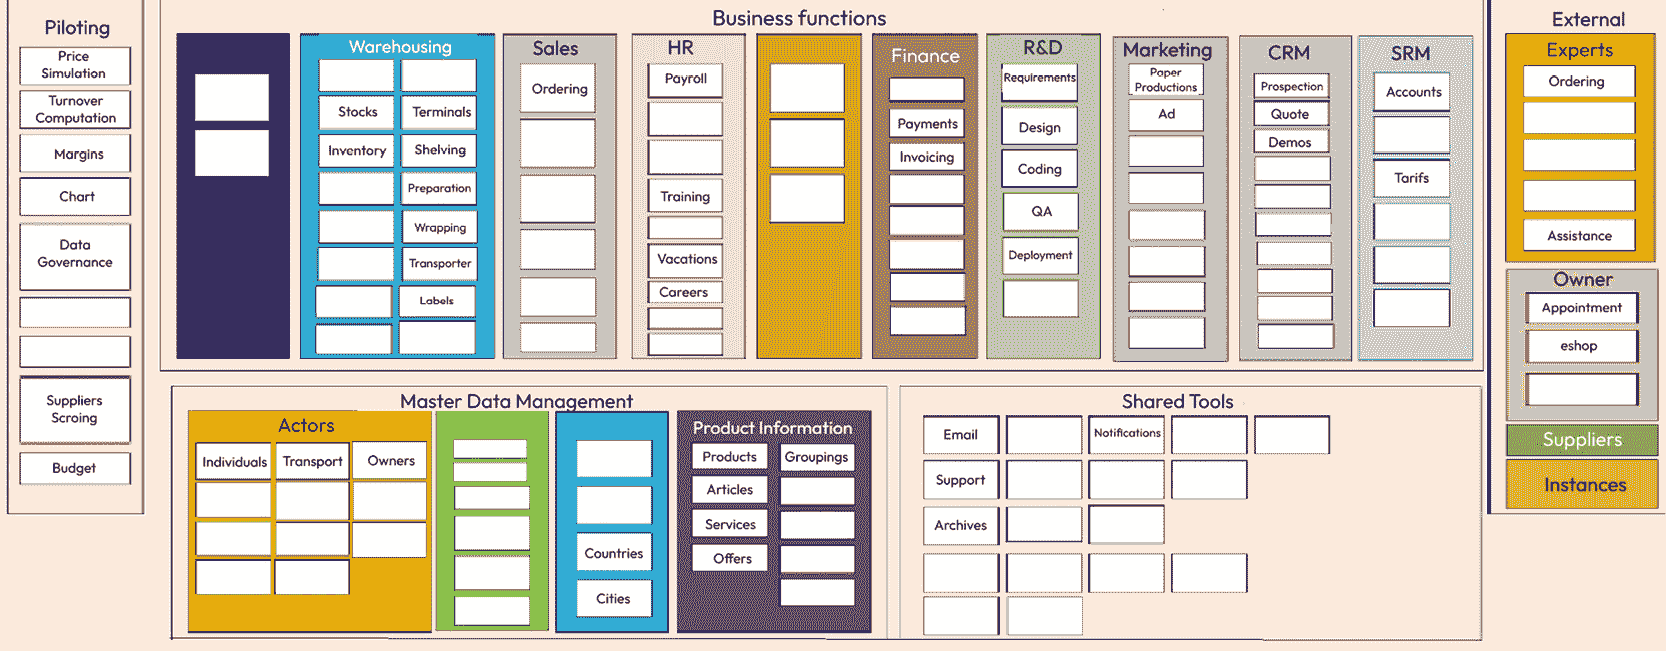 Piloting
Price
Simulation
Turnover
Computation
Margins
Chart
Data
Governance
Suppliers
Scroing
Budget
Business functions
Warehousing
Stocks
Terminals
Inventory
Shelving
Preparation
Wrapping
Transporter
Labels
Sales
Ordering
HR
Payroll
Training
Vacations
Careers
Finance
Payments
Invoicing
R&D
Requirements
Design
Coding
QA
Deployment
Marketing
Paper
Productions
Ad
CRM
Prospection
Quote
Demos
SRM
Accounts
Tarifs
External
Experts
Ordering
Assistance
Owner
Appointment
eshop
Suppliers
Instances
Master Data Management
Actors
Individuals
Transport
Owners
Countries
Cities
Product Information
Products
Groupings
Articles
Services
Offers
Shared Tools
Email
Notifications
Support
Archives